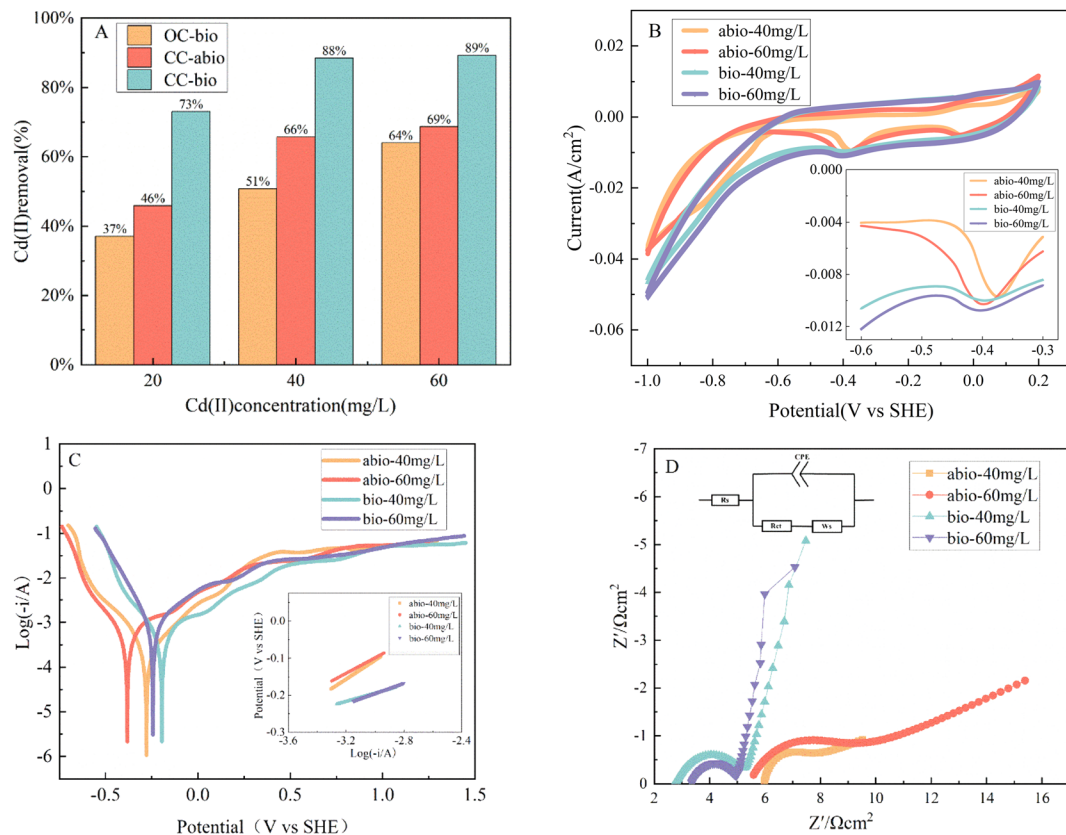 A
OC-bio
CC-abio
CC-bio
100%
80%
60%
40%
20%
0%
Cd(II)removal(%)
37%
46%
73%
51%
66%
88%
64%
69%
89%
20
40
60
Cd(II)concentration(mg/L)
B
abio-40mg/L
abio-60mg/L
bio-40mg/L
bio-60mg/L
0.02
0.00
-0.02
-0.04
-0.06
Current(A/cm²)
-1.0
-0.8
-0.6
-0.4
-0.2
0.0
0.2
Potential(V vs SHE)
0.000
-0.004
-0.008
-0.012
abio-40mg/L
abio-60mg/L
bio-40mg/L
bio-60mg/L
-0.6
-0.5
-0.4
-0.3
C
abio-40mg/L
abio-60mg/L
bio-40mg/L
bio-60mg/L
1
0
-1
-2
-3
-4
-5
-6
Log(-i/A)
-0.5
0.0
0.5
1.0
1.5
Potential（V vs SHE）
abio-40mg/L
abio-60mg/L
bio-40mg/L
bio-60mg/L
0.0
-0.1
-0.2
-0.3
Potential（V vs SHE）
-3.6
-3.2
-2.8
-2.4
Log(-i/A)
D
CPE
Rs
Rct
Ws
abio-40mg/L
abio-60mg/L
bio-40mg/L
bio-60mg/L
-7
-6
-5
-4
-3
-2
-1
0
Z'/Ωcm²
2
4
6
8
10
12
14
16
Z'/Ωcm²